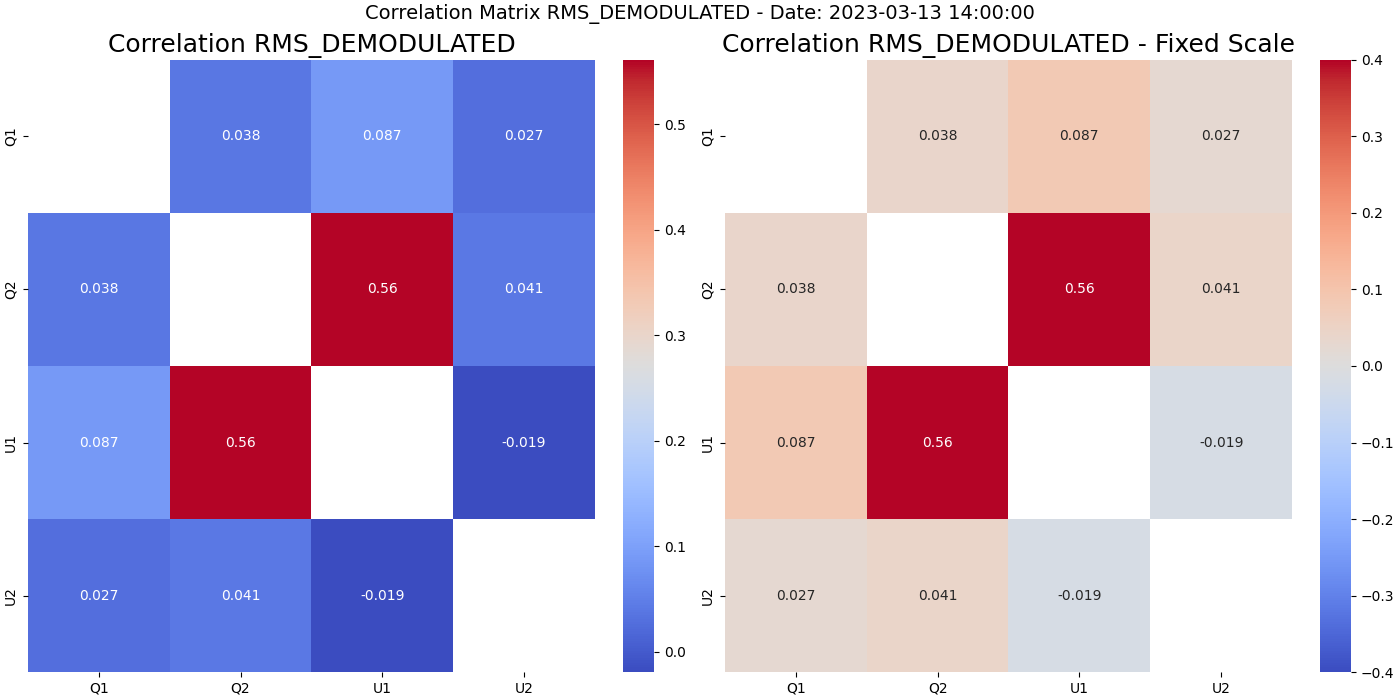 Correlation Matrix RMS_DEMODULATED - Date: 2023-03-13 14:00:00
Correlation RMS_DEMODULATED
Q1
0.038 0.087 0.027
Q2
0.038 0.56 0.041
U1
0.087 0.56 -0.019
U2
0.027 0.041 -0.019
Q1 Q2 U1 U2
0.5
0.4
0.3
0.2
0.1
0.0
Correlation RMS_DEMODULATED - Fixed Scale
Q1
0.038 0.087 0.027
Q2
0.038 0.56 0.041
U1
0.087 0.56 -0.019
U2
0.027 0.041 -0.019
Q1 Q2 U1 U2
0.4
0.3
0.2
0.1
0.0
−0.1
−0.2
−0.3
−0.4